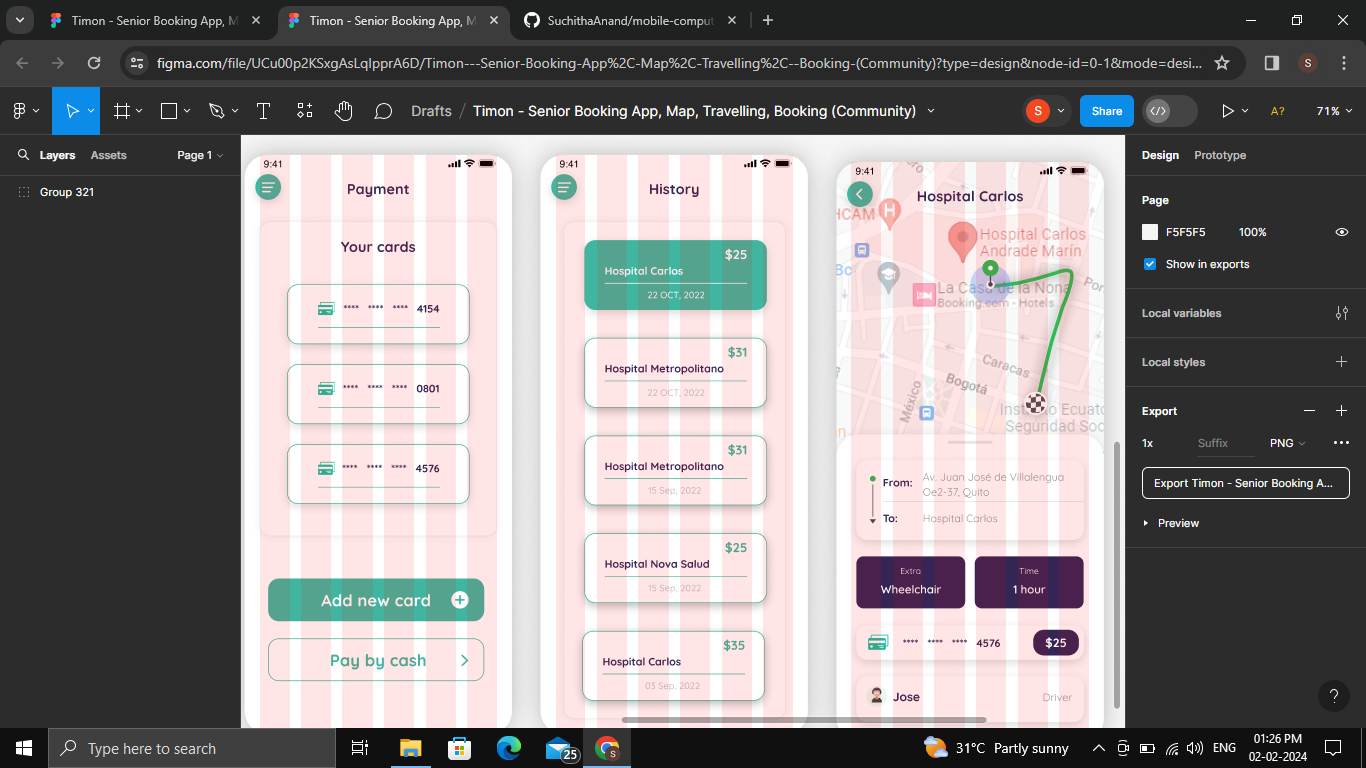 Timon - Senior Booking App, M
Timon - Senior Booking App, M
SuchithaAnand/mobile-comput
figma.com/file/UCu00p2KSxgAsLqIpprA6D/Timon---Senior-Booking-App%2C-Map%2C-Travelling%2C--Booking-(Community)?type=design&node-id=0-1&mode=desi...
S
Drafts / Timon - Senior Booking App, Map, Travelling, Booking (Community)
S
Share
A?
71%
Layers
Assets
Page 1
Group 321
9:41
Payment
Your cards
**** **** **** 4154
**** **** **** 0801
**** **** **** 4576
Add new card
Pay by cash
9:41
History
$25
Hospital Carlos
22 OCT, 2022
$31
Hospital Metropolitano
22 OCT, 2022
$31
Hospital Metropolitano
15 Sep, 2022
$25
Hospital Nova Salud
15 Sep, 2022
$35
Hospital Carlos
03 Sep, 2022
9:41
Hospital Carlos
HCAM
H
Hospital Carlos
Andrade Marín
La Casa de la Nona
Booking.com - Hotels
Caracas
Bogotá
México
Instituto Ecuato
Seguridad Soc
From:
Av. Juan José de Villalengua
Oe2-37, Quito
To:
Hospital Carlos
Extra
Wheelchair
Time
1 hour
**** **** **** 4576
$25
Jose
Driver
Design
Prototype
Page
F5F5F5
100%
Show in exports
Local variables
Local styles
Export
1x
Suffix
PNG
Export Timon - Senior Booking A...
Preview
?
Type here to search
25
S
31°C Partly sunny
ENG
01:26 PM
02-02-2024